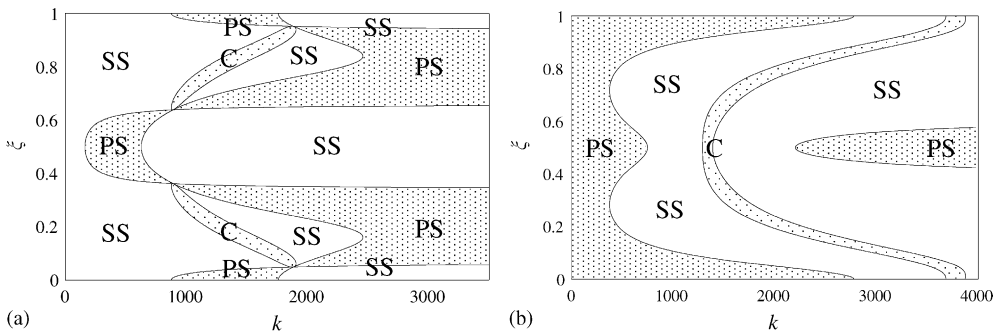 1
PS SS
C
0.8 SS SS PS
0.6
ξ PS SS
0.4
0.2 SS C SS PS
PS SS
0
0 1000 2000 3000
(a) k
1
0.8
SS SS
0.6
ξ PS C PS
0.4
SS
0.2
0
0 1000 2000 3000 4000
(b) k